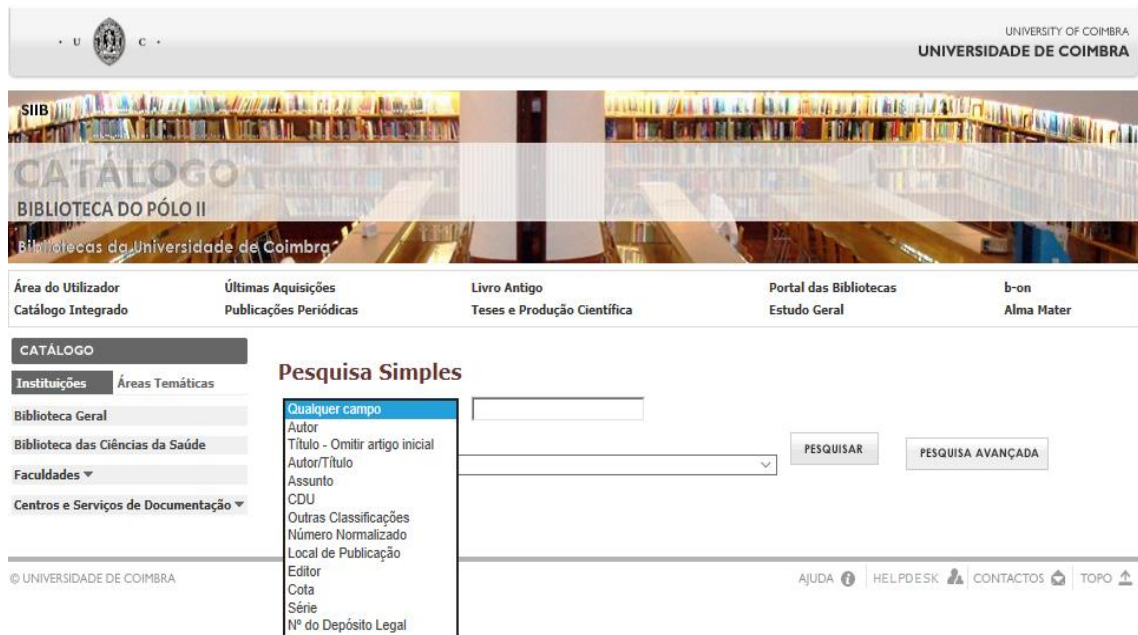 · U C ·
UNIVERSITY OF COIMBRA
UNIVERSIDADE DE COIMBRA
SIIB
CATÁLOGO
BIBLIOTECA DO PÓLO II
Bibliotecas da Universidade de Coimbra
Área do Utilizador Últimas Aquisições Livro Antigo Portal das Bibliotecas b-on
Catálogo Integrado Publicações Periódicas Teses e Produção Científica Estudo Geral Alma Mater
CATÁLOGO
Instituições Áreas Temáticas
Biblioteca Geral
Biblioteca das Ciências da Saúde
Faculdades
Centros e Serviços de Documentação
Pesquisa Simples
Qualquer campo
Autor
Título - Omitir artigo inicial
Autor/Título
Assunto
CDU
Outras Classificações
Número Normalizado
Local de Publicação
Editor
Cota
Série
Nº do Depósito Legal
PESQUISAR PESQUISA AVANÇADA
© UNIVERSIDADE DE COIMBRA AJUDA HELPDESK CONTACTOS TOPO